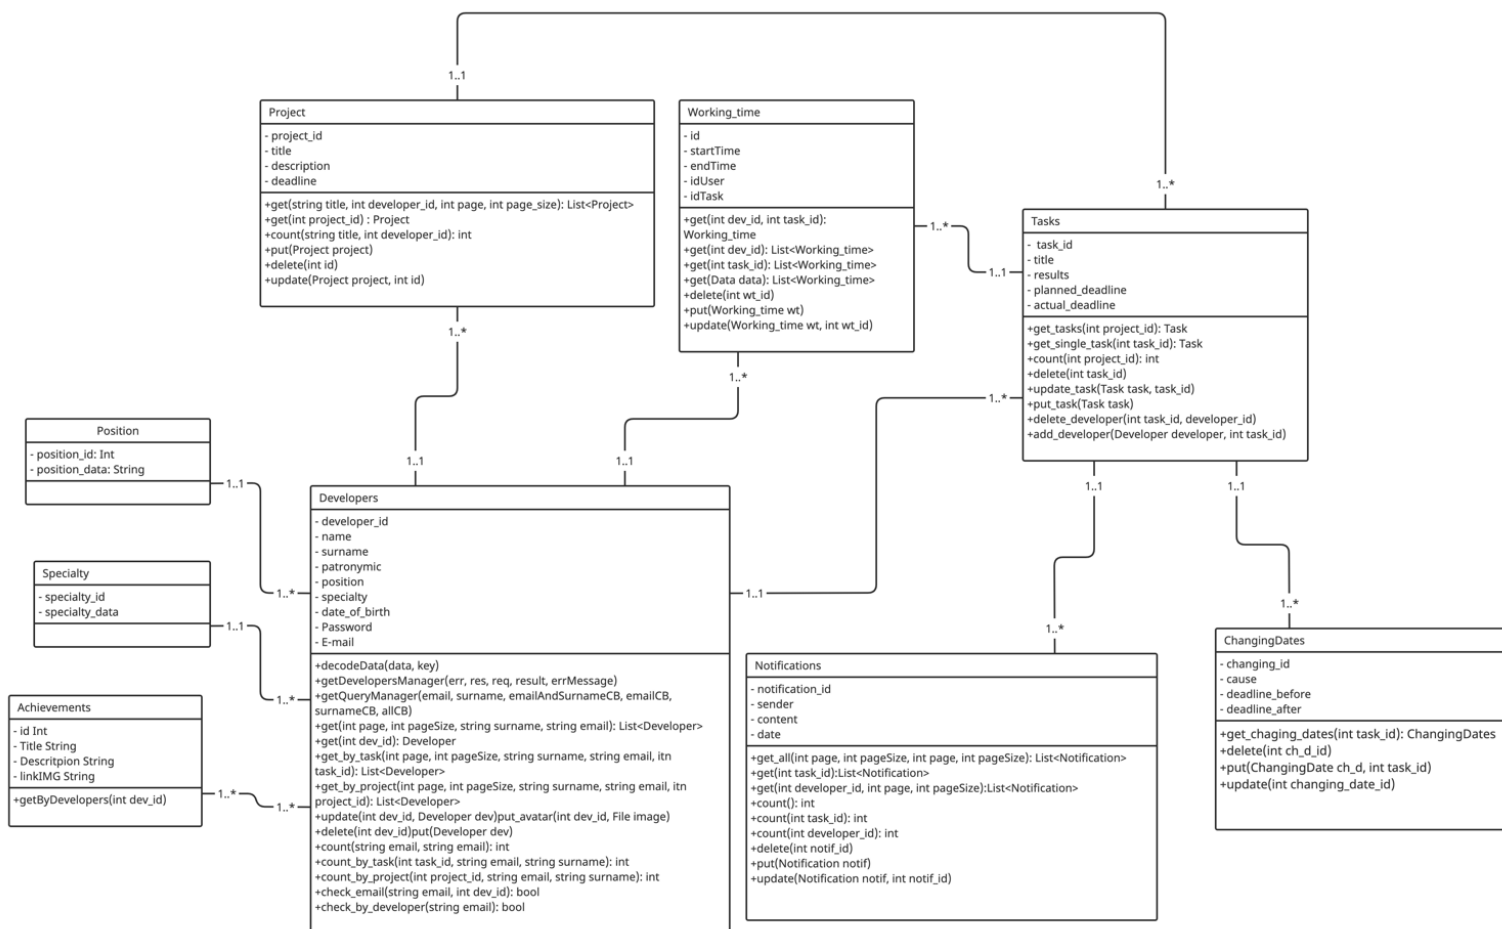 1..1
Project
- project_id
- title
- description
- deadline
+get(string title, int developer_id, int page, int page_size): List<Project>
+get(int project_id) : Project
+count(string title, int developer_id): int
+put(Project project)
+delete(int id)
+update(Project project, int id)
1..*
Working_time
- id
- startTime
- endTime
- idUser
- idTask
+get(int dev_id, int task_id):
Working_time
+get(int dev_id): List<Working_time>
+get(int task_id): List<Working_time>
+get(Data data): List<Working_time>
+delete(int wt_id)
+put(Working_time wt)
+update(Working_time wt, int wt_id)
1..*
1..*
1..1
1..*
Tasks
- task_id
- title
- results
- planned_deadline
- actual_deadline
+get_tasks(int project_id): Task
+get_single_task(int task_id): Task
+count(int project_id): int
+delete(int task_id)
+update_task(Task task, task_id)
+put_task(Task task)
+delete_developer(int task_id, developer_id)
+add_developer(Developer developer, int task_id)
1..*
1..1
1..1
Position
- position_id: Int
- position_data: String
1..1
1..*
Specialty
- specialty_id
- specialty_data
1..1
1..*
Achievements
- id Int
- Title String
- Descritpion String
- linkIMG String
+getByDevelopers(int dev_id)
1..*
1..*
1..1
1..1
Developers
- developer_id
- name
- surname
- patronymic
- position
- specialty
- date_of_birth
- Password
- E-mail
+decodeData(data, key)
+getDevelopersManager(err, res, req, result, errMessage)
+getQueryManager(email, surname, emailAndSurnameCB, emailCB,
surnameCB, allCB)
+get(int page, int pageSize, string surname, string email): List<Developer>
+get(int dev_id): Developer
+get_by_task(int page, int pageSize, string surname, string email, itn
task_id): List<Developer>
+get_by_project(int page, int pageSize, string surname, string email, itn
project_id): List<Developer>
+update(int dev_id, Developer dev)put_avatar(int dev_id, File image)
+delete(int dev_id)put(Developer dev)
+count(string email, string email): int
+count_by_task(int task_id, string email, string surname): int
+count_by_project(int project_id, string email, string surname): int
+check_email(string email, int dev_id): bool
+check_by_developer(string email): bool
1..1
1..*
Notifications
- notification_id
- sender
- content
- date
+get_all(int page, int pageSize, int page, int pageSize): List<Notification>
+get(int task_id):List<Notification>
+get(int developer_id, int page, int pageSize):List<Notification>
+count(): int
+count(int task_id): int
+count(int developer_id): int
+delete(int notif_id)
+put(Notification notif)
+update(Notification notif, int notif_id)
1..*
ChangingDates
- changing_id
- cause
- deadline_before
- deadline_after
+get_chaging_dates(int task_id): ChangingDates
+delete(int ch_d_id)
+put(ChangingDate ch_d, int task_id)
+update(int changing_date_id)